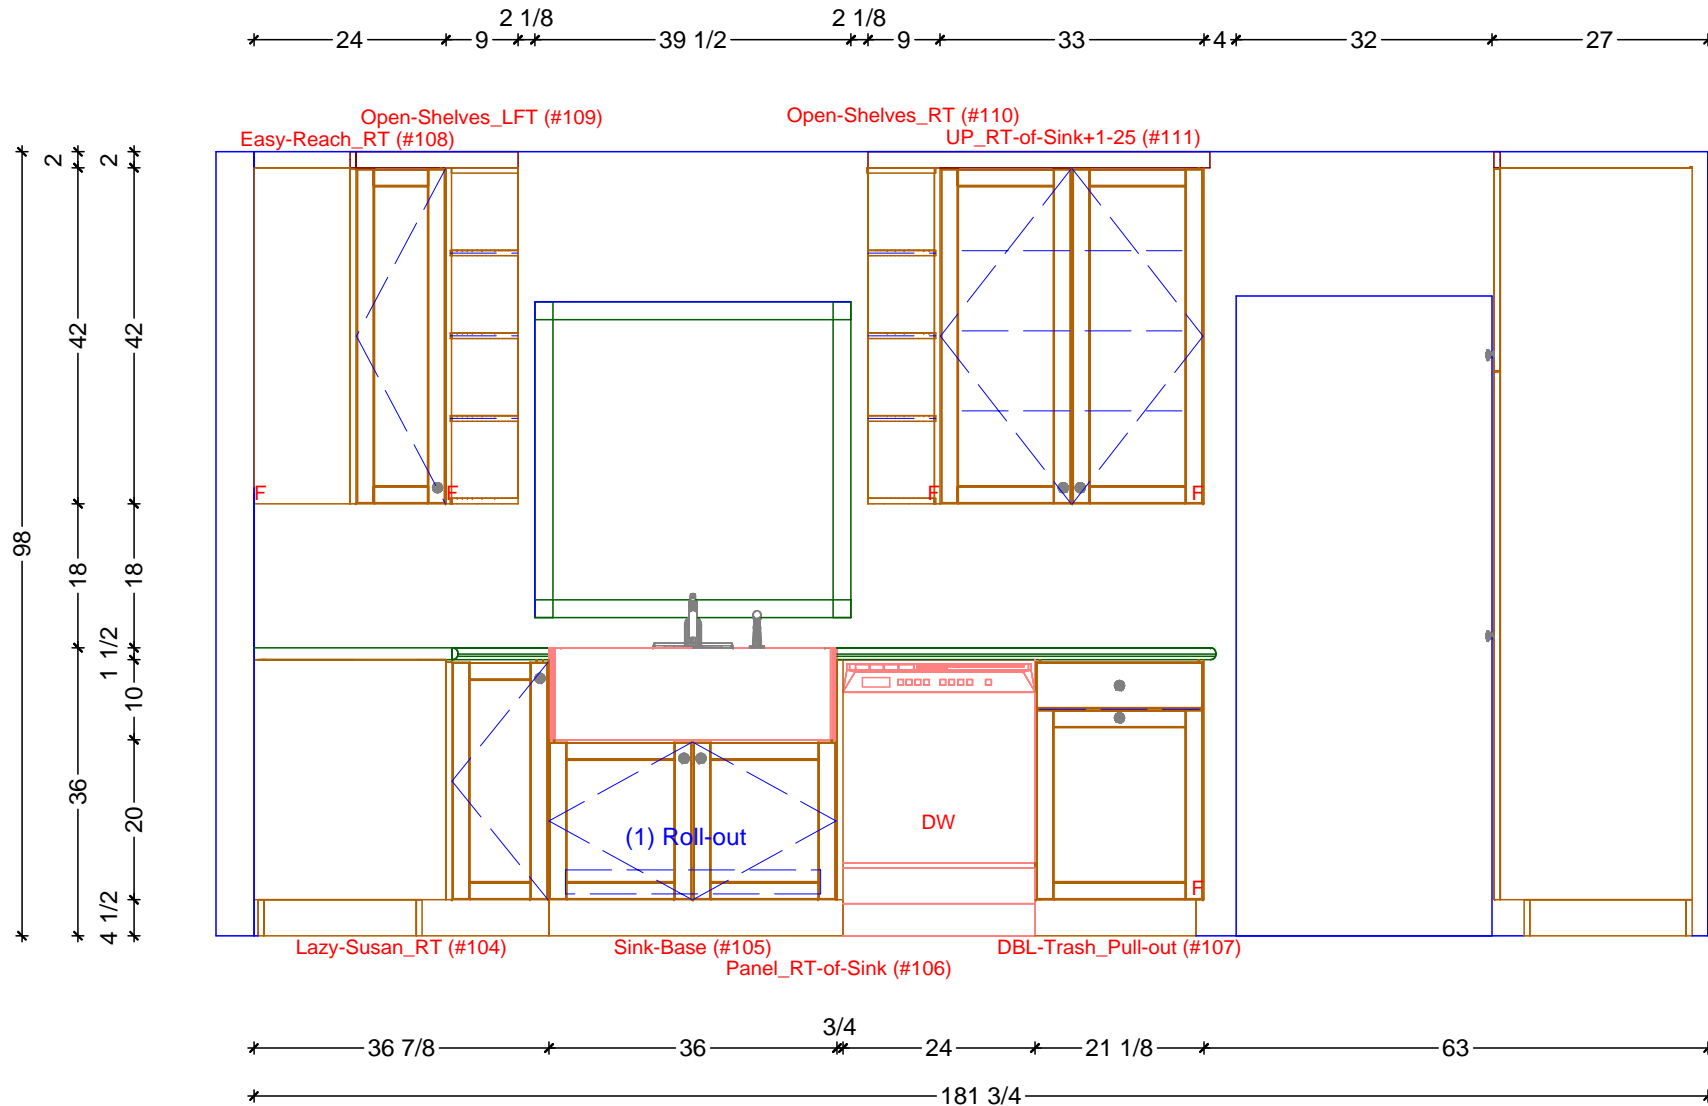 2 1/8 2 1/8
24 9 39 1/2 9 33 4 32 27
Open-Shelves_LFT (#109) Open-Shelves_RT (#110)
Easy-Reach_RT (#108) UP_RT-of-Sink+1-25 (#111)
2 2
42 42
F F F F
98
18 18
1 1/2
10
36
20
(1) Roll-out
DW
F
4 1/2
Lazy-Susan_RT (#104) Sink-Base (#105) DBL-Trash_Pull-out (#107)
Panel_RT-of-Sink (#106)
3/4
36 7/8 36 24 21 1/8 63
181 3/4